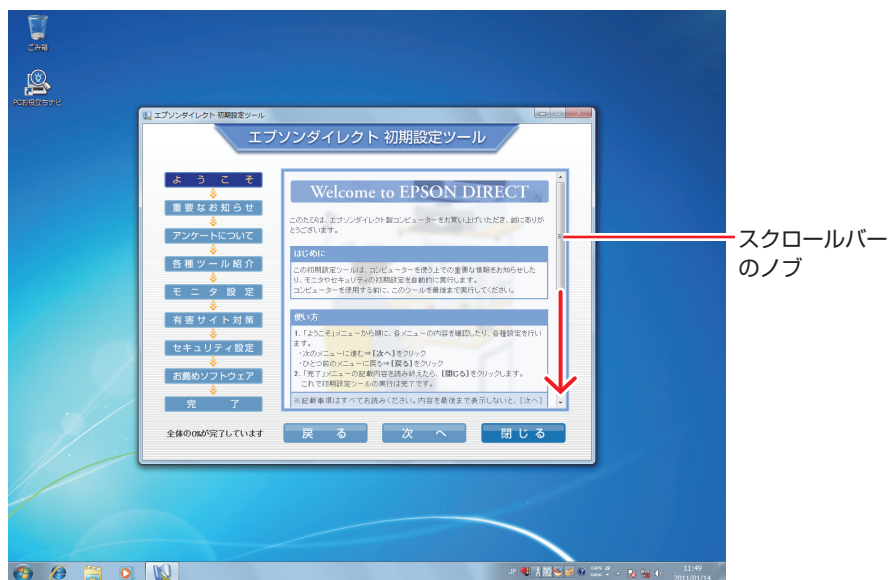 ごみ箱
PCお役立ちナビ
エプソンダイレクト 初期設定ツール
エプソンダイレクト 初期設定ツール
ようこそ
重要なお知らせ
アンケートについて
各種ツール紹介
モニタ設定
有害サイト対策
セキュリティ設定
お薦めソフトウェア
完了
全体の0%が完了しています
Welcome to EPSON DIRECT
このたびは、エプソンダイレクト製コンピューターをお買い上げいただき、誠にありが
とうございます。
はじめに
この初期設定ツールは、コンピューターを使う上での重要な情報をお知らせした
り、モニタやセキュリティの初期設定を自動的に実行します。
コンピューターを使用する前に、このツールを最後まで実行してください。
使い方
1.「ようこそ」メニューから順に、各メニューの内容を確認したり、各種設定を行い
ます。
・次のメニューに進む⇒[次へ]をクリック
・ひとつ前のメニューに戻る⇒[戻る]をクリック
2.「完了」メニューの記載内容を読み終えたら、[閉じる]をクリックします。
これで初期設定ツールの実行は完了です。
※記載事項はすべてお読みください。内容を最後まで表示しないと、[次へ]
戻る
次へ
閉じる
スクロールバー
のノブ
JP
11:49
2011/01/14